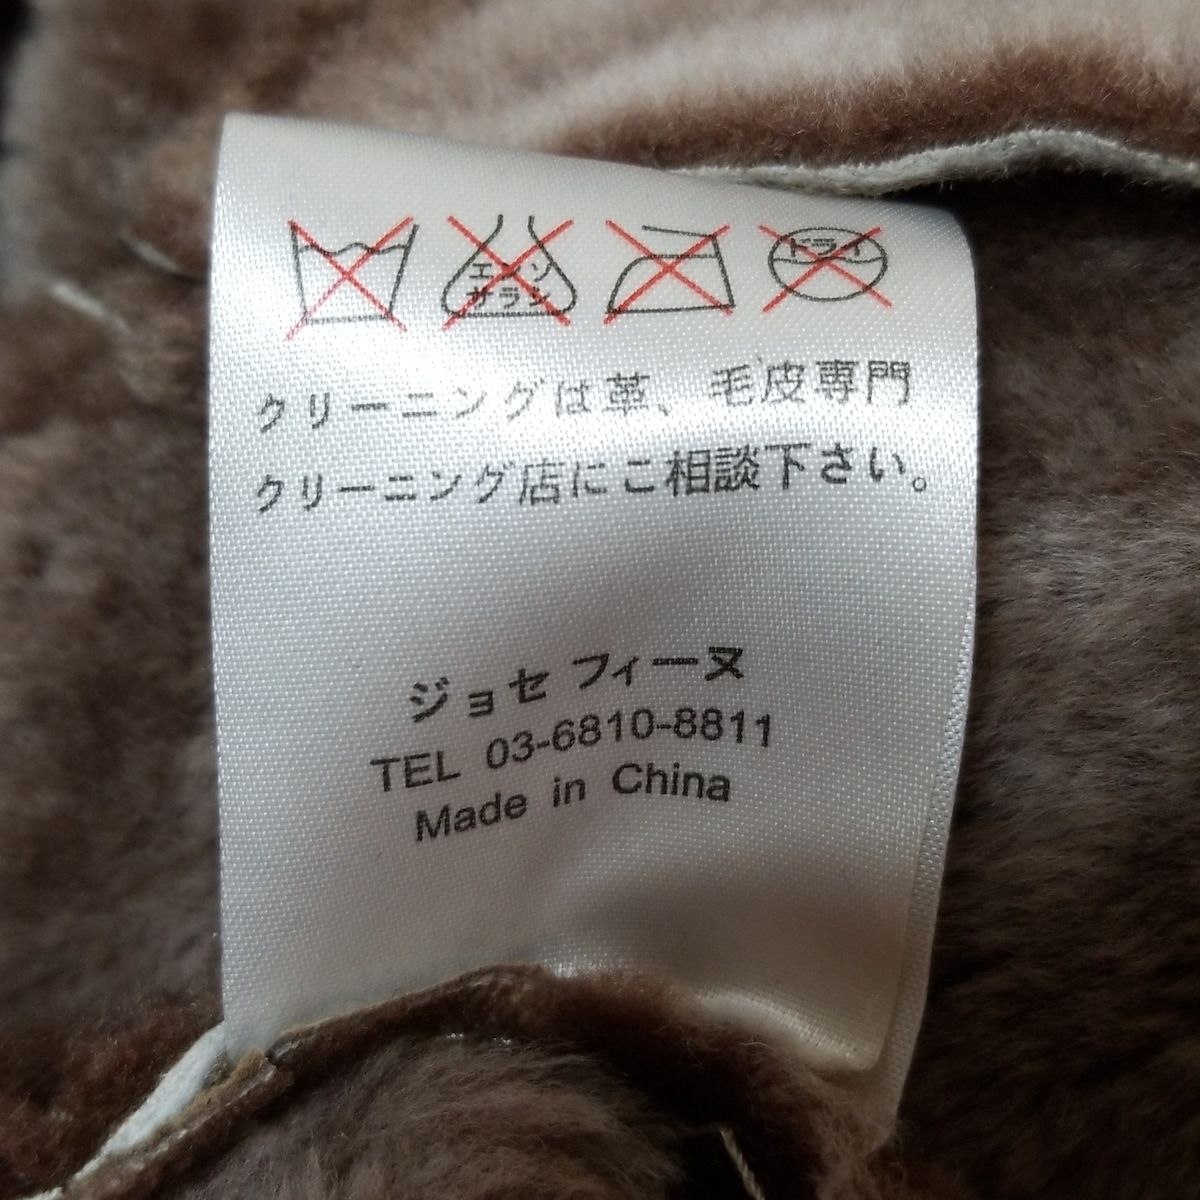 エンソ
サラシ
ドライ
クリーニングは革、毛皮専門
クリーニング店にご相談下さい。
ジョセフィーヌ
TEL 03-6810-8811
Made in China